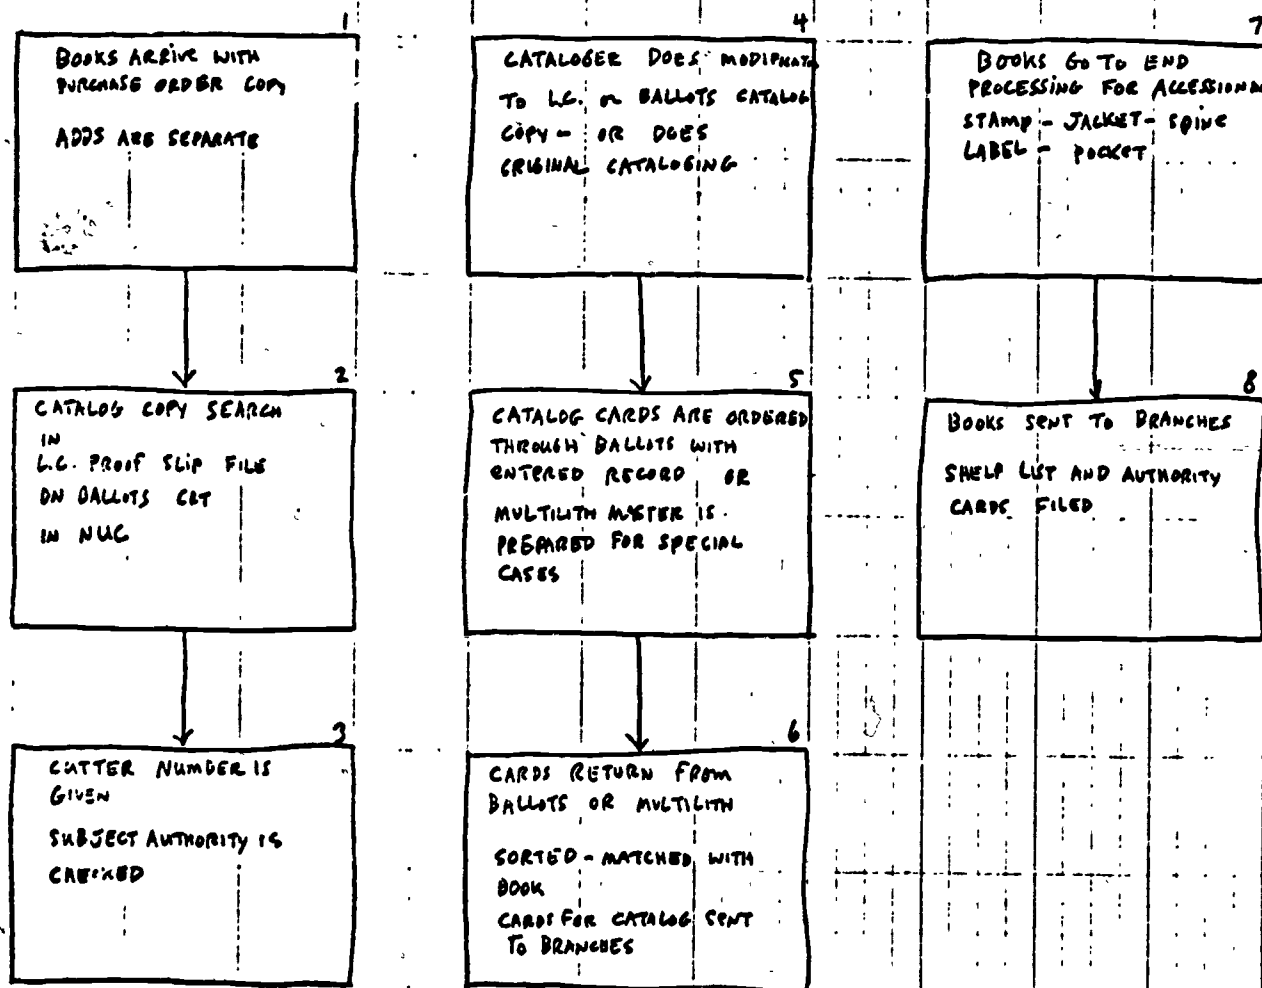 1
BOOKS ARRIVE WITH
PURCHASE ORDER COPY
ADDS ARE SEPARATE
2
CATALOG COPY SEARCH
IN
L.C. PROOF SLIP FILE
ON BALLOTS CRT
IN NUC
3
CUTTER NUMBER IS
GIVEN
SUBJECT AUTHORITY IS
CHECKED
4
CATALOGER DOES
TO L.C. or BALLOTS CATALOG
COPY - OR DOES
ORIGINAL CATALOGING
5
CATALOG CARDS ARE ORDERED
THROUGH BALLOTS WITH
ENTERED RECORD OR
MULTILITH MASTER IS
PREPARED FOR SPECIAL
CASES
6
CARDS RETURN FROM
BALLOTS OR MULTILITH
SORTED - MATCHED WITH
BOOK
CARDS FOR CATALOG SENT
TO BRANCHES
7
BOOKS GO TO END
PROCESSING FOR ACCESSION
STAMP - JACKET - SPINE
LABEL - POCKET
8
BOOKS SENT TO BRANCHES
SHELF LIST AND AUTHORITY
CARDS FILED